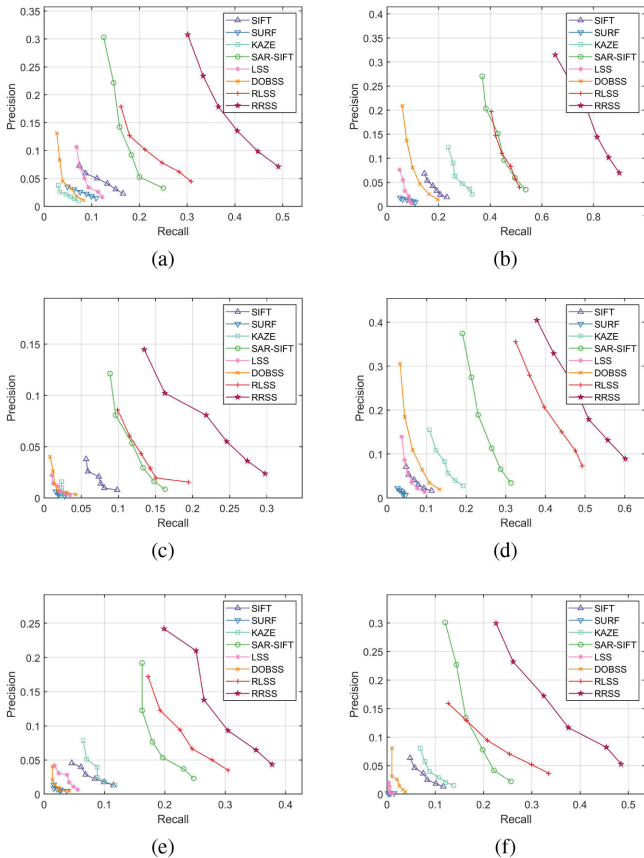 0.35
0.3
0.25
0.2
0.15
0.1
0.05
0
Precision
0 0.1 0.2 0.3 0.4 0.5
Recall
SIFT
SURF
KAZE
SAR-SIFT
LSS
DOBSS
RLSS
RRSS
(a)
0.4
0.35
0.3
0.25
0.2
0.15
0.1
0.05
0
Precision
0 0.2 0.4 0.6 0.8
Recall
SIFT
SURF
KAZE
SAR-SIFT
LSS
DOBSS
RLSS
RRSS
(b)
0.15
0.1
0.05
0
Precision
0 0.05 0.1 0.15 0.2 0.25 0.3
Recall
SIFT
SURF
KAZE
SAR-SIFT
LSS
DOBSS
RLSS
RRSS
(c)
0.4
0.3
0.2
0.1
0
Precision
0 0.1 0.2 0.3 0.4 0.5 0.6
Recall
SIFT
SURF
KAZE
SAR-SIFT
LSS
DOBSS
RLSS
RRSS
(d)
0.25
0.2
0.15
0.1
0.05
0
Precision
0 0.1 0.2 0.3 0.4
Recall
SIFT
SURF
KAZE
SAR-SIFT
LSS
DOBSS
RLSS
RRSS
(e)
0.3
0.25
0.2
0.15
0.1
0.05
0
Precision
0 0.1 0.2 0.3 0.4 0.5
Recall
SIFT
SURF
KAZE
SAR-SIFT
LSS
DOBSS
RLSS
RRSS
(f)